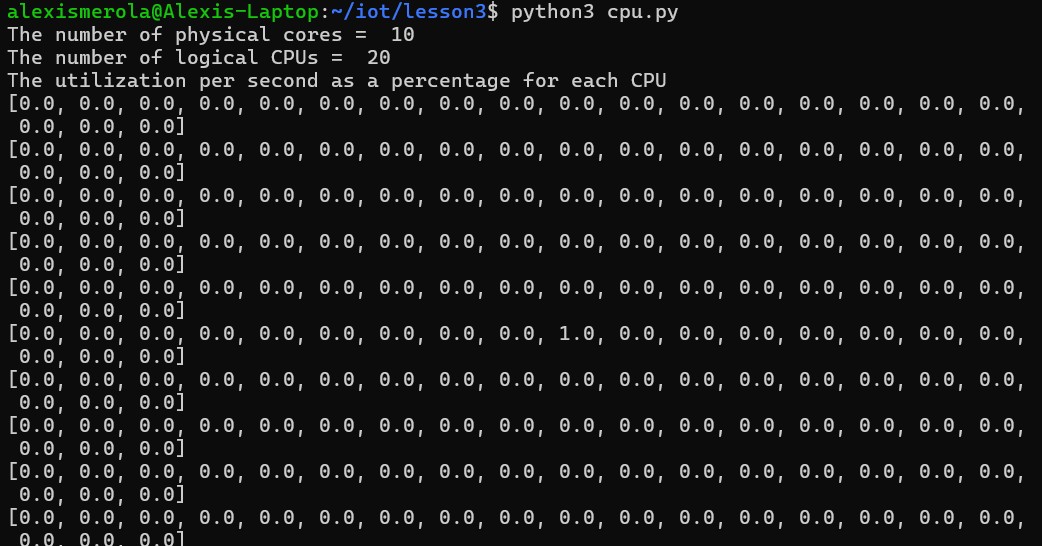 alexismerola@Alexis-Laptop:~/iot/lesson3$ python3 cpu.py
The number of physical cores =  10
The number of logical CPUs =  20
The utilization per second as a percentage for each CPU
[0.0, 0.0, 0.0, 0.0, 0.0, 0.0, 0.0, 0.0, 0.0, 0.0, 0.0, 0.0, 0.0, 0.0, 0.0, 0.0, 0.0,
 0.0, 0.0, 0.0]
[0.0, 0.0, 0.0, 0.0, 0.0, 0.0, 0.0, 0.0, 0.0, 0.0, 0.0, 0.0, 0.0, 0.0, 0.0, 0.0, 0.0,
 0.0, 0.0, 0.0]
[0.0, 0.0, 0.0, 0.0, 0.0, 0.0, 0.0, 0.0, 0.0, 0.0, 0.0, 0.0, 0.0, 0.0, 0.0, 0.0, 0.0,
 0.0, 0.0, 0.0]
[0.0, 0.0, 0.0, 0.0, 0.0, 0.0, 0.0, 0.0, 0.0, 0.0, 0.0, 0.0, 0.0, 0.0, 0.0, 0.0, 0.0,
 0.0, 0.0, 0.0]
[0.0, 0.0, 0.0, 0.0, 0.0, 0.0, 0.0, 0.0, 0.0, 0.0, 0.0, 0.0, 0.0, 0.0, 0.0, 0.0, 0.0,
 0.0, 0.0, 0.0]
[0.0, 0.0, 0.0, 0.0, 0.0, 0.0, 0.0, 0.0, 0.0, 1.0, 0.0, 0.0, 0.0, 0.0, 0.0, 0.0, 0.0,
 0.0, 0.0, 0.0]
[0.0, 0.0, 0.0, 0.0, 0.0, 0.0, 0.0, 0.0, 0.0, 0.0, 0.0, 0.0, 0.0, 0.0, 0.0, 0.0, 0.0,
 0.0, 0.0, 0.0]
[0.0, 0.0, 0.0, 0.0, 0.0, 0.0, 0.0, 0.0, 0.0, 0.0, 0.0, 0.0, 0.0, 0.0, 0.0, 0.0, 0.0,
 0.0, 0.0, 0.0]
[0.0, 0.0, 0.0, 0.0, 0.0, 0.0, 0.0, 0.0, 0.0, 0.0, 0.0, 0.0, 0.0, 0.0, 0.0, 0.0, 0.0,
 0.0, 0.0, 0.0]
[0.0, 0.0, 0.0, 0.0, 0.0, 0.0, 0.0, 0.0, 0.0, 0.0, 0.0, 0.0, 0.0, 0.0, 0.0, 0.0, 0.0,
 0.0, 0.0, 0.0]